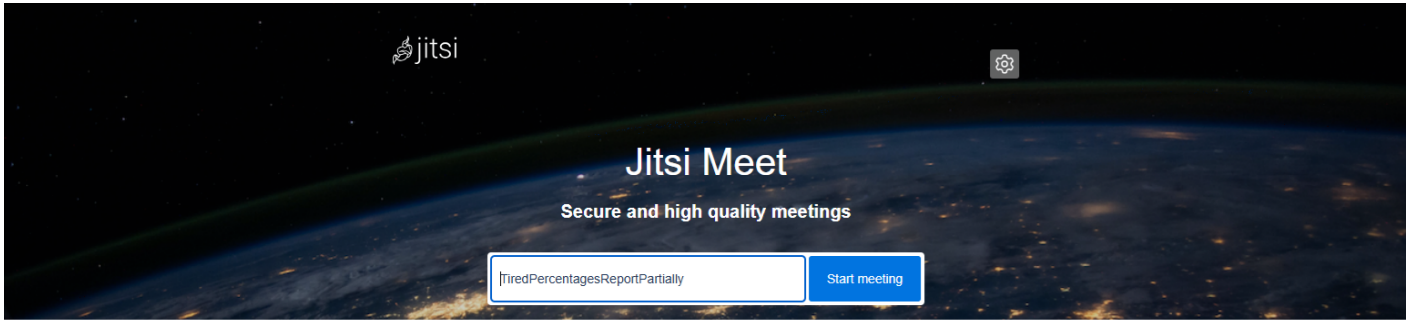 jitsi
Jitsi Meet
Secure and high quality meetings
TiredPercentagesReportPartially
Start meeting